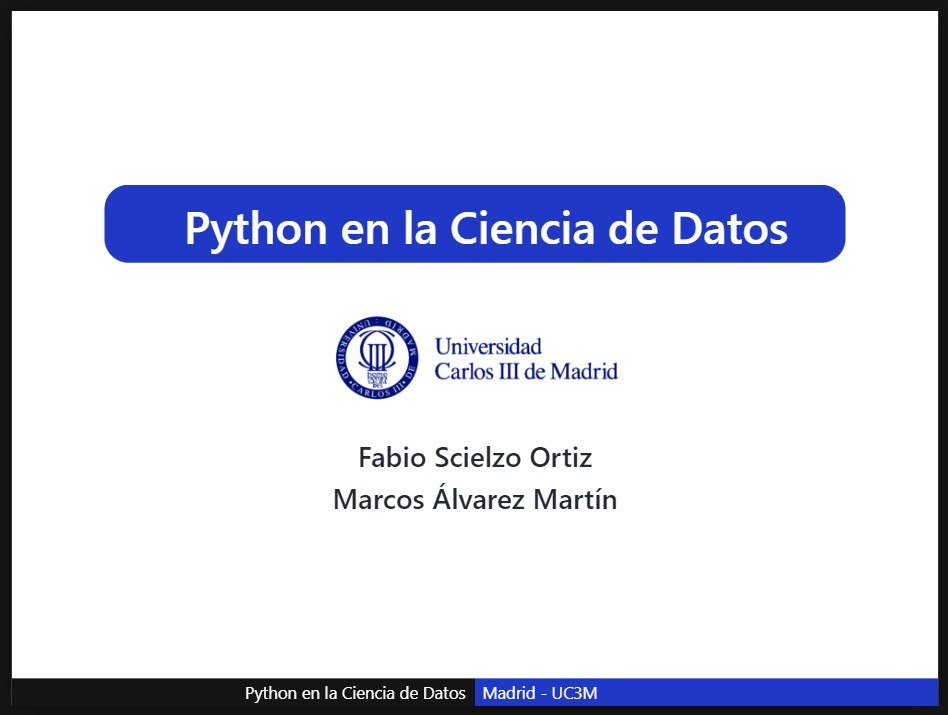 Python en la Ciencia de Datos
UNIVERSIDAD · CARLOS III · DE MADRID
Universidad
Carlos III de Madrid
Fabio Scielzo Ortiz
Marcos Álvarez Martín
Python en la Ciencia de Datos Madrid - UC3M